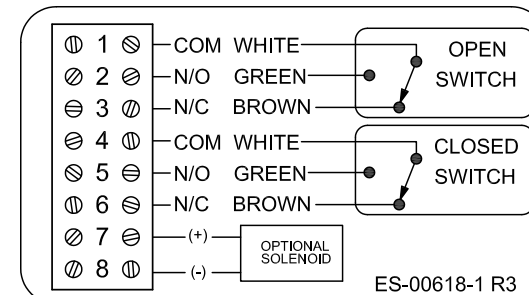 1 COM WHITE
2 N/O GREEN
3 N/C BROWN
OPEN
SWITCH
4 COM WHITE
5 N/O GREEN
6 N/C BROWN
CLOSED
SWITCH
7 (+)
8 (-)
OPTIONAL
SOLENOID
ES-00618-1 R3